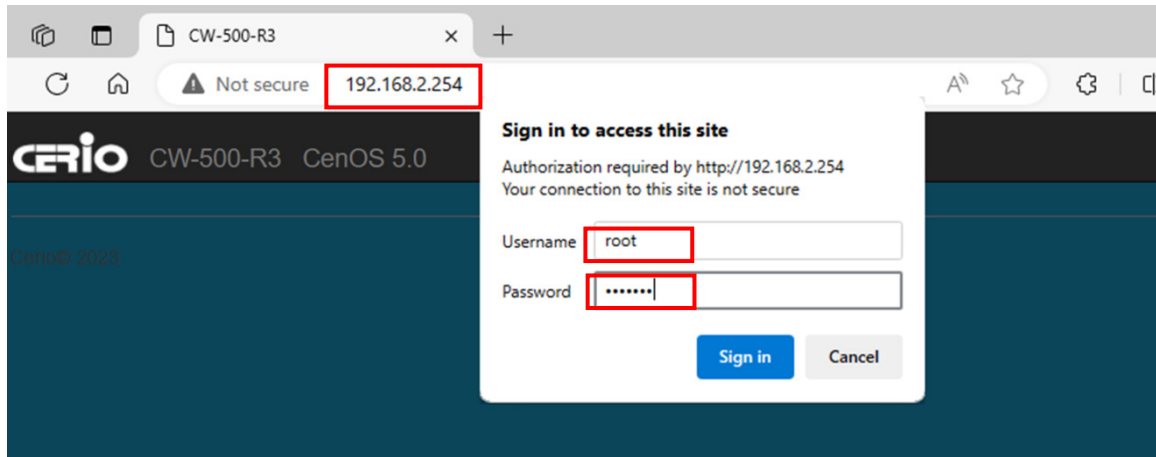 CW-500-R3
Not secure 192.168.2.254
CERIO CW-500-R3 CenOS 5.0
Sign in to access this site
Authorization required by http://192.168.2.254
Your connection to this site is not secure
Username root
Password •••••••
Sign in Cancel
Cerio© 2023